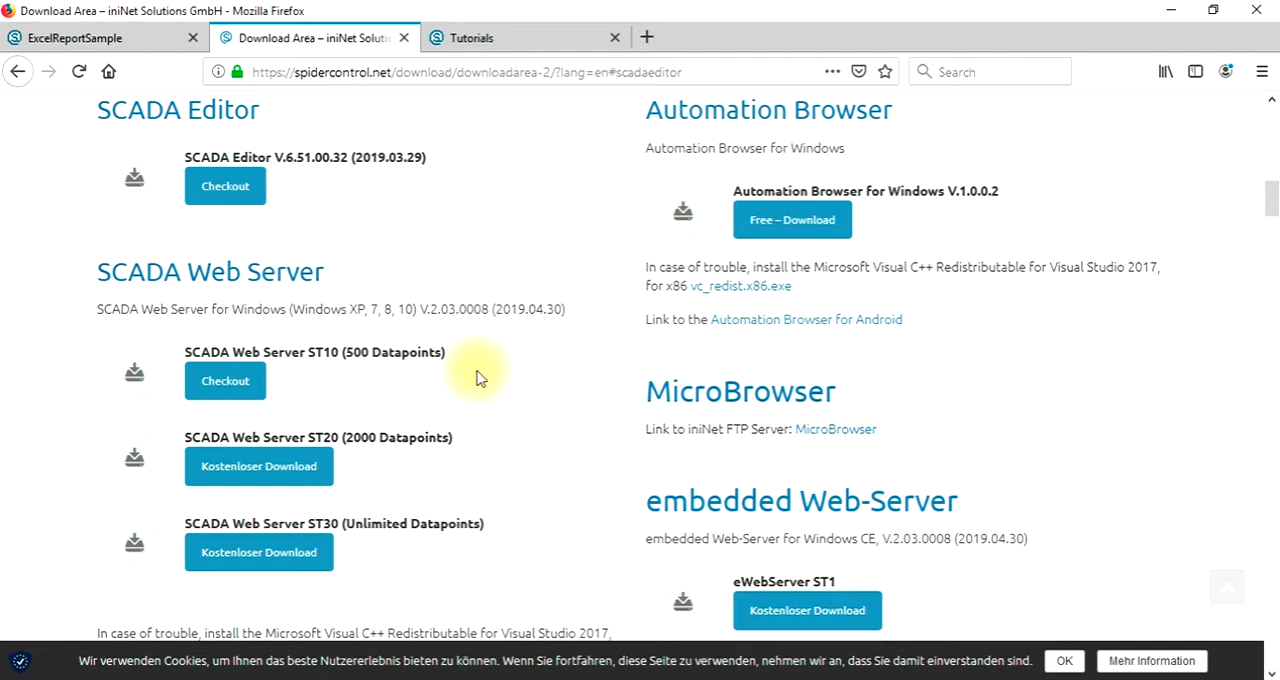 Download Area – iniNet Solutions GmbH - Mozilla Firefox
ExcelReportSample
Download Area – iniNet Solutio
Tutorials
https://spidercontrol.net/download/downloadarea-2/?lang=en#scadaeditor
Search
SCADA Editor
SCADA Editor V.6.51.00.32 (2019.03.29)
Checkout
SCADA Web Server
SCADA Web Server for Windows (Windows XP, 7, 8, 10) V.2.03.0008 (2019.04.30)
SCADA Web Server ST10 (500 Datapoints)
Checkout
SCADA Web Server ST20 (2000 Datapoints)
Kostenloser Download
SCADA Web Server ST30 (Unlimited Datapoints)
Kostenloser Download
In case of trouble, install the Microsoft Visual C++ Redistributable for Visual Studio 2017,
Automation Browser
Automation Browser for Windows
Automation Browser for Windows V.1.0.0.2
Free – Download
In case of trouble, install the Microsoft Visual C++ Redistributable for Visual Studio 2017,
for x86 vc_redist.x86.exe
Link to the Automation Browser for Android
MicroBrowser
Link to iniNet FTP Server: MicroBrowser
embedded Web-Server
embedded Web-Server for Windows CE, V.2.03.0008 (2019.04.30)
eWebServer ST1
Kostenloser Download
Wir verwenden Cookies, um Ihnen das beste Nutzererlebnis bieten zu können. Wenn Sie fortfahren, diese Seite zu verwenden, nehmen wir an, dass Sie damit einverstanden sind.
OK
Mehr Information